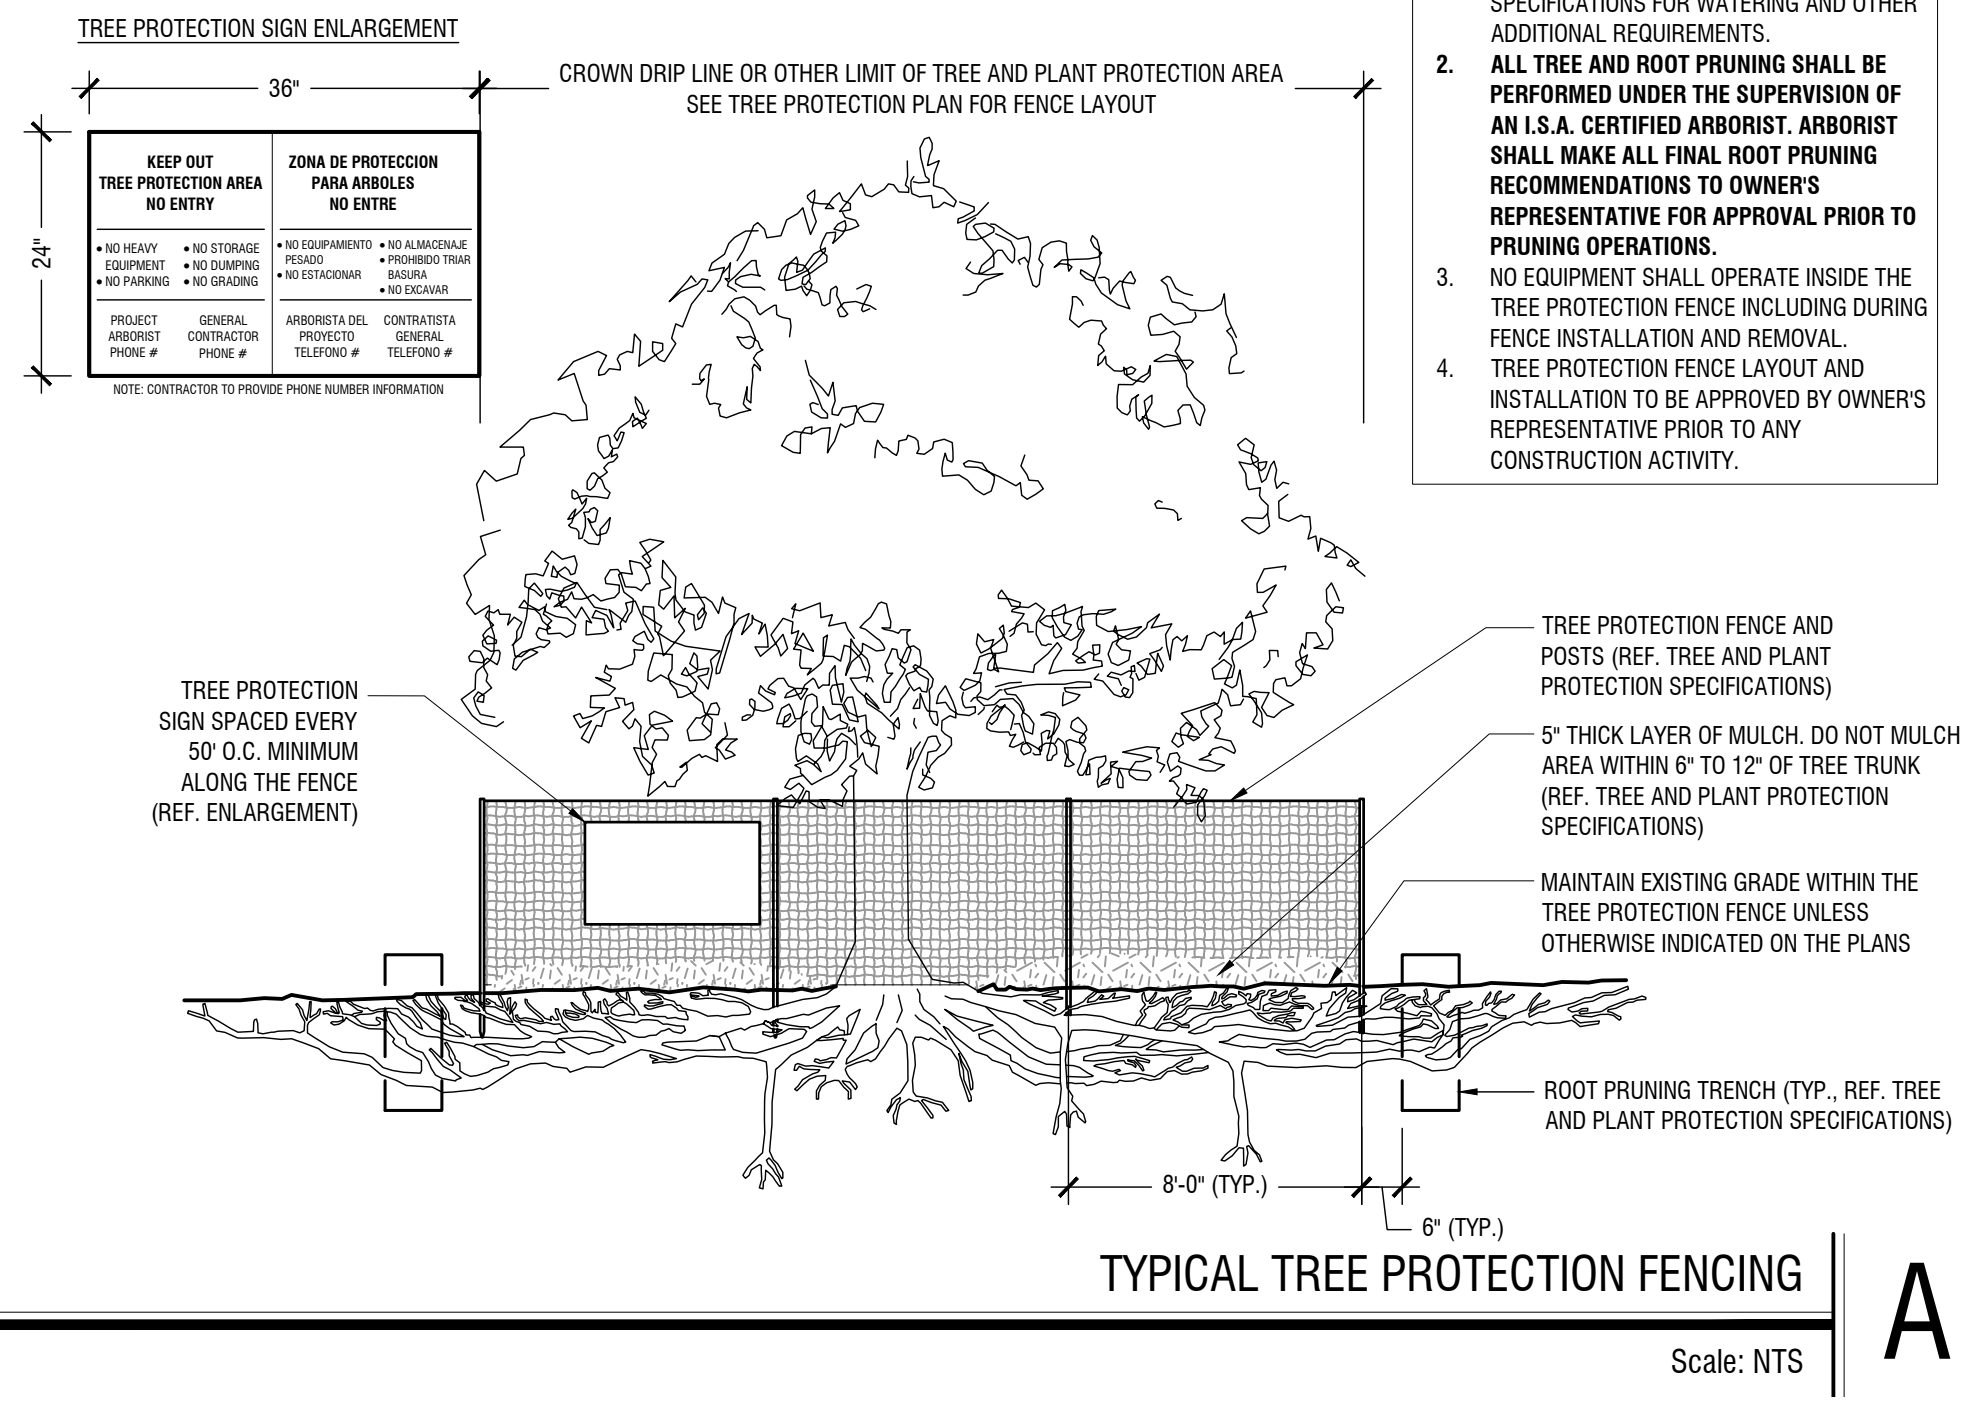 TREE PROTECTION SIGN ENLARGEMENT
36"
24"
KEEP OUT
TREE PROTECTION AREA
NO ENTRY
• NO HEAVY
EQUIPMENT
• NO PARKING
• NO STORAGE
• NO DUMPING
• NO GRADING
PROJECT
ARBORIST
PHONE #
GENERAL
CONTRACTOR
PHONE #
ZONA DE PROTECCION
PARA ARBOLES
NO ENTRE
• NO EQUIPAMIENTO
PESADO
• NO ESTACIONAR
• NO ALMACENAJE
• PROHIBIDO TRIAR
BASURA
• NO EXCAVAR
ARBORISTA DEL
PROYECTO
TELEFONO #
CONTRATISTA
GENERAL
TELEFONO #
NOTE: CONTRACTOR TO PROVIDE PHONE NUMBER INFORMATION
CROWN DRIP LINE OR OTHER LIMIT OF TREE AND PLANT PROTECTION AREA
SEE TREE PROTECTION PLAN FOR FENCE LAYOUT
SPECIFICATIONS FOR WATERING AND OTHER
ADDITIONAL REQUIREMENTS.
2. ALL TREE AND ROOT PRUNING SHALL BE
PERFORMED UNDER THE SUPERVISION OF
AN I.S.A. CERTIFIED ARBORIST. ARBORIST
SHALL MAKE ALL FINAL ROOT PRUNING
RECOMMENDATIONS TO OWNER'S
REPRESENTATIVE FOR APPROVAL PRIOR TO
PRUNING OPERATIONS.
3. NO EQUIPMENT SHALL OPERATE INSIDE THE
TREE PROTECTION FENCE INCLUDING DURING
FENCE INSTALLATION AND REMOVAL.
4. TREE PROTECTION FENCE LAYOUT AND
INSTALLATION TO BE APPROVED BY OWNER'S
REPRESENTATIVE PRIOR TO ANY
CONSTRUCTION ACTIVITY.
TREE PROTECTION
SIGN SPACED EVERY
50' O.C. MINIMUM
ALONG THE FENCE
(REF. ENLARGEMENT)
TREE PROTECTION FENCE AND
POSTS (REF. TREE AND PLANT
PROTECTION SPECIFICATIONS)
5" THICK LAYER OF MULCH. DO NOT MULCH
AREA WITHIN 6" TO 12" OF TREE TRUNK
(REF. TREE AND PLANT PROTECTION
SPECIFICATIONS)
MAINTAIN EXISTING GRADE WITHIN THE
TREE PROTECTION FENCE UNLESS
OTHERWISE INDICATED ON THE PLANS
ROOT PRUNING TRENCH (TYP., REF. TREE
AND PLANT PROTECTION SPECIFICATIONS)
8'-0" (TYP.)
6" (TYP.)
TYPICAL TREE PROTECTION FENCING
A
Scale: NTS